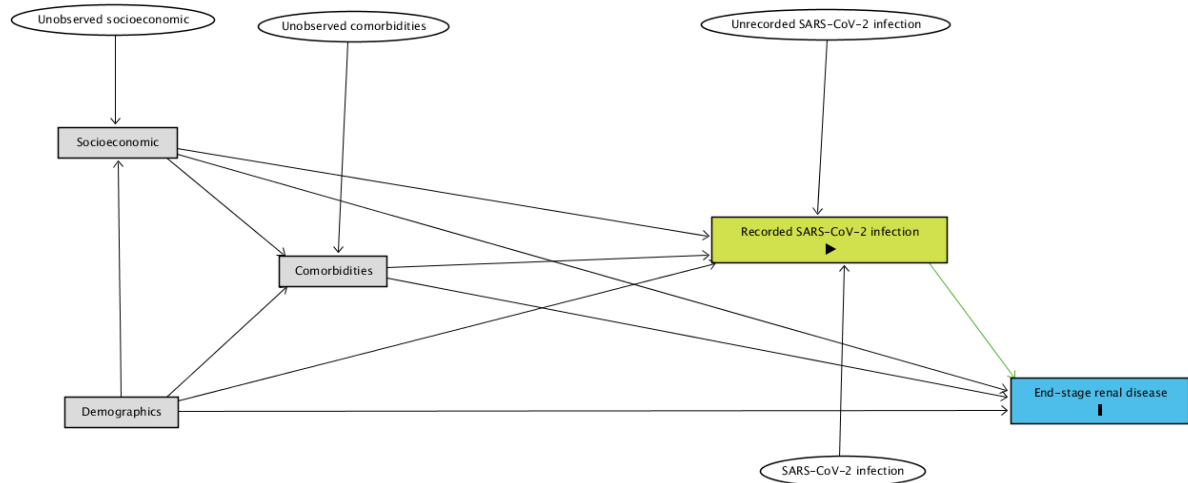 Unobserved socioeconomic
Unobserved comorbidities
Unrecorded SARS-CoV-2 infection
Socioeconomic
Recorded SARS-CoV-2 infection
Comorbidities
End-stage renal disease
Demographics
SARS-CoV-2 infection